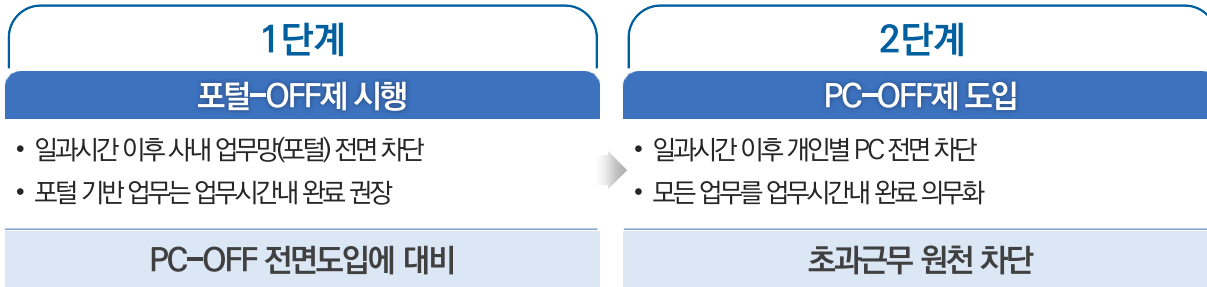 1단계
포털-OFF제 시행
• 일과시간 이후 사내 업무망(포털) 전면 차단
• 포털 기반 업무는 업무시간내 완료 권장
PC-OFF 전면도입에 대비
2단계
PC-OFF제 도입
• 일과시간 이후 개인별 PC 전면 차단
• 모든 업무를 업무시간내 완료 의무화
초과근무 원천 차단